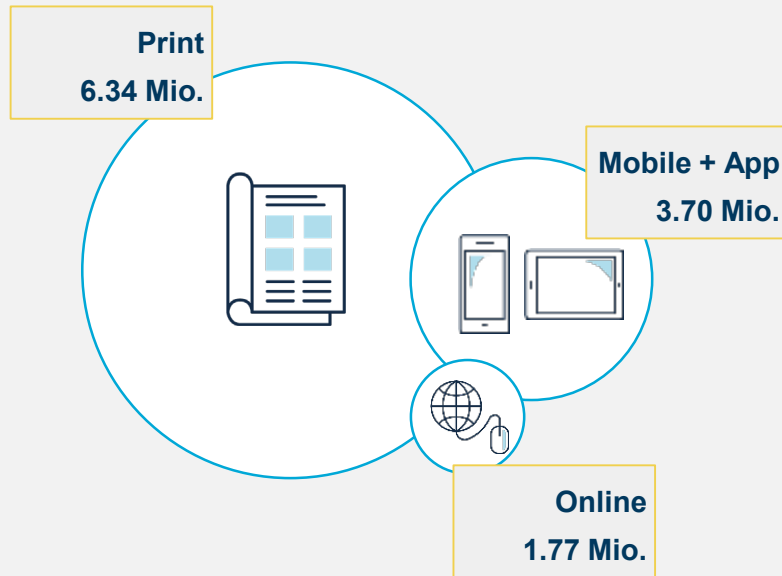 Print
6.34 Mio.
Mobile + App
3.70 Mio.
Online
1.77 Mio.